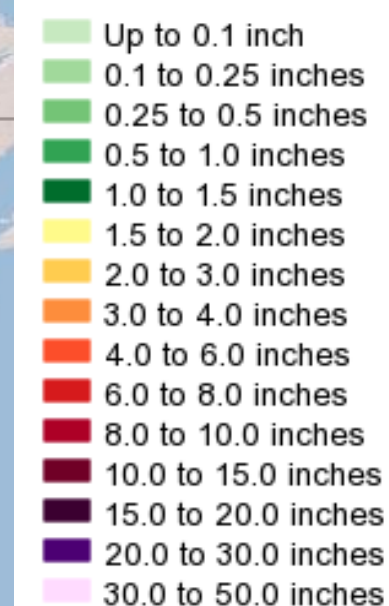 Up to 0.1 inch
0.1 to 0.25 inches
0.25 to 0.5 inches
0.5 to 1.0 inches
1.0 to 1.5 inches
1.5 to 2.0 inches
2.0 to 3.0 inches
3.0 to 4.0 inches
4.0 to 6.0 inches
6.0 to 8.0 inches
8.0 to 10.0 inches
10.0 to 15.0 inches
15.0 to 20.0 inches
20.0 to 30.0 inches
30.0 to 50.0 inches